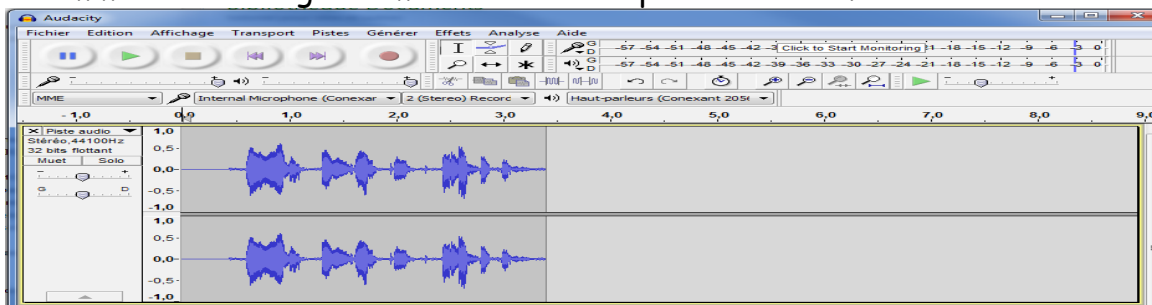 Audacity
Fichier Edition Affichage Transport Pistes Générer Effets Analyse Aide
G D -57 -54 -51 -48 -45 -42 -3 Click to Start Monitoring 1 -18 -15 -12 -9 -6 -3 0
G D -57 -54 -51 -48 -45 -42 -39 -36 -33 -30 -27 -24 -21 -18 -15 -12 -9 -6 -3 0
MME Internal Microphone (Conexar 2 (Stereo) Recorc Haut-parleurs (Conexant 205
- 1,0 0,0 1,0 2,0 3,0 4,0 5,0 6,0 7,0 8,0 9,0
Piste audio
Stéréo,44100Hz
32 bits flottant
Muet Solo
- +
G D
1,0
0,5
0,0
-0,5
-1,0
1,0
0,5
0,0
-0,5
-1,0